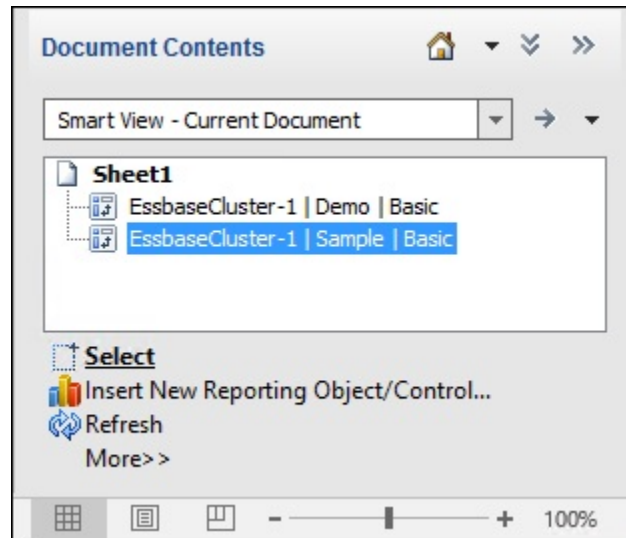 Document Contents
Smart View - Current Document
Sheet1
EssbaseCluster-1 | Demo | Basic
EssbaseCluster-1 | Sample | Basic
Select
Insert New Reporting Object/Control...
Refresh
More>>
100%